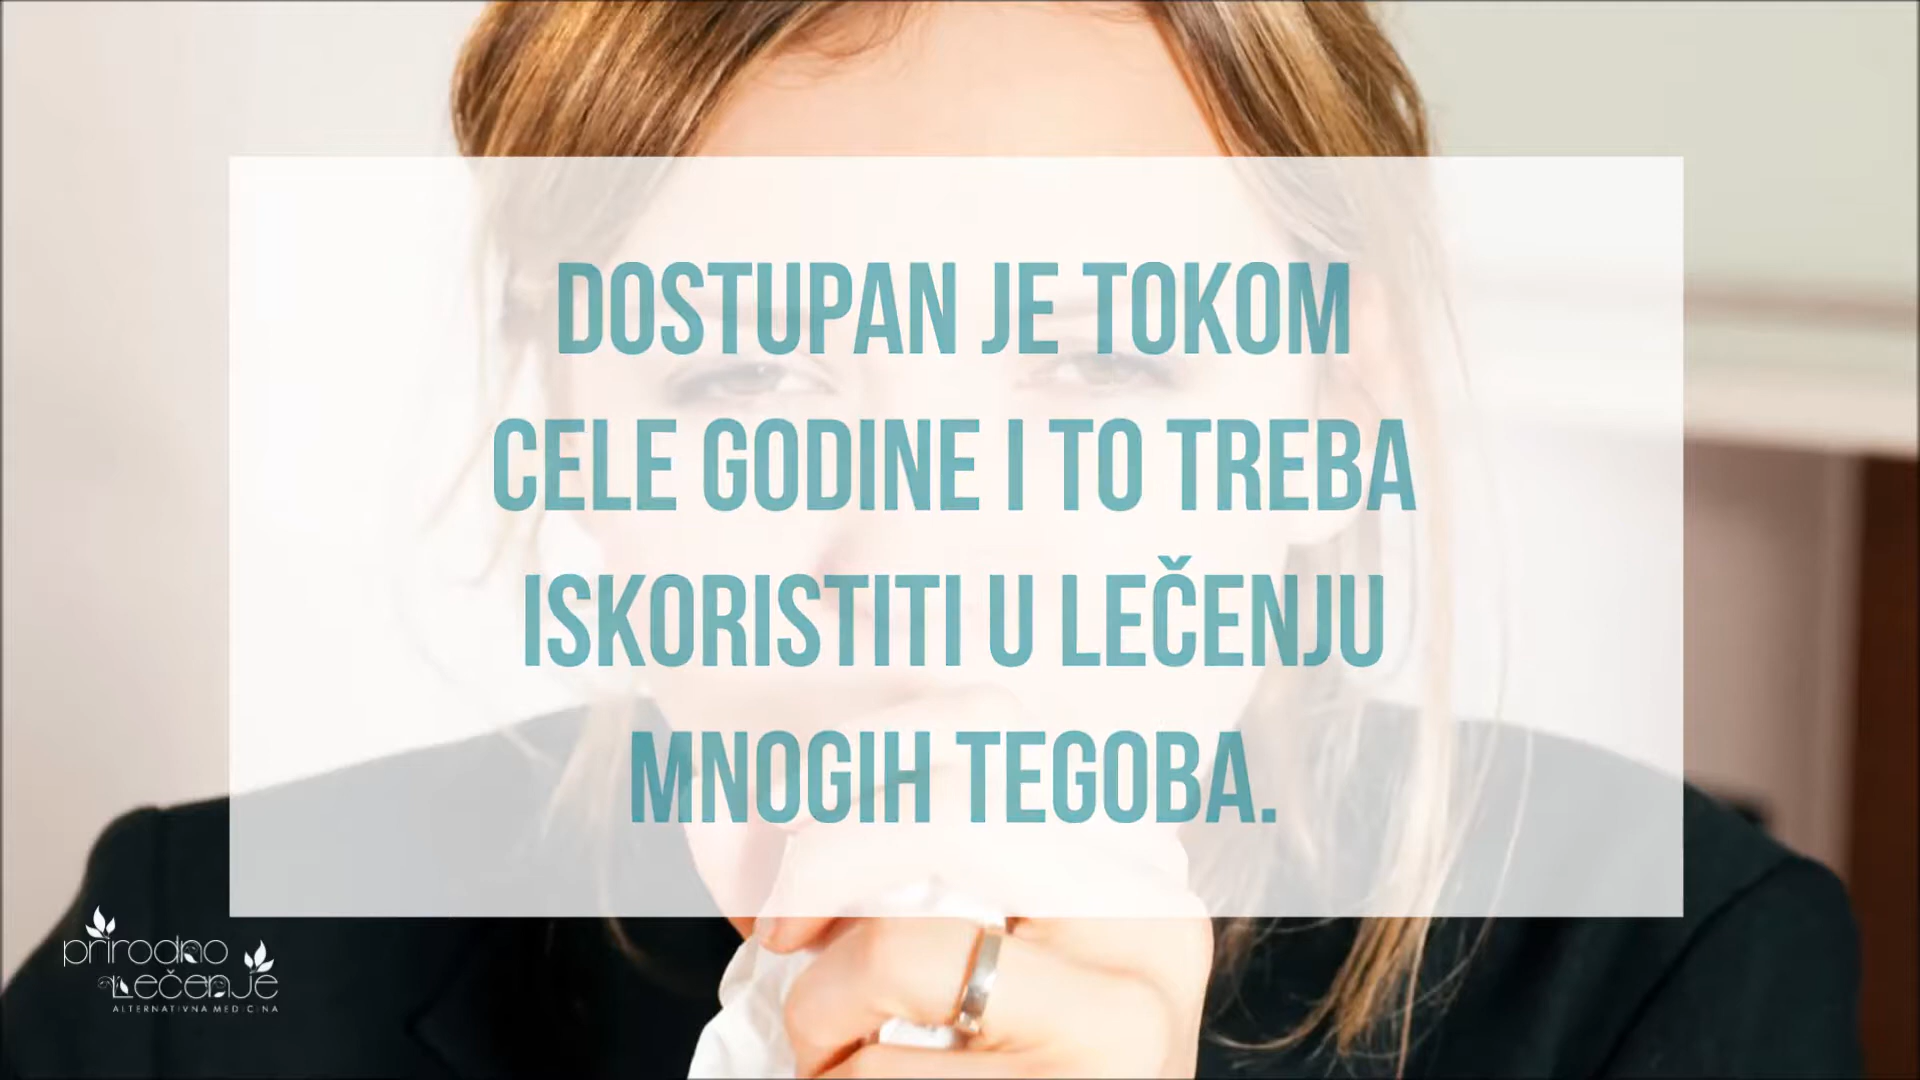 DOSTUPAN JE TOKOM
CELE GODINE I TO TREBA
ISKORISTITI U LEČENJU
MNOGIH TEGOBA.
prirodno
Lečenje
ALTERNATIVNA MEDICINA